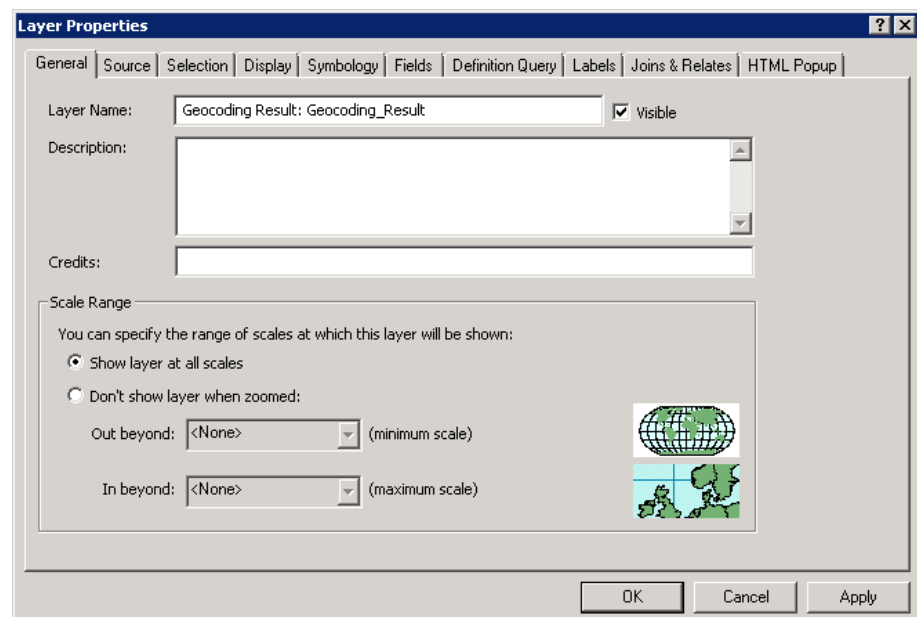 Layer Properties
General Source Selection Display Symbology Fields Definition Query Labels Joins & Relates HTML Popup
Layer Name: Geocoding Result: Geocoding_Result Visible
Description:
Credits:
Scale Range
You can specify the range of scales at which this layer will be shown:
Show layer at all scales
Don't show layer when zoomed:
Out beyond: <None> (minimum scale)
In beyond: <None> (maximum scale)
OK Cancel Apply